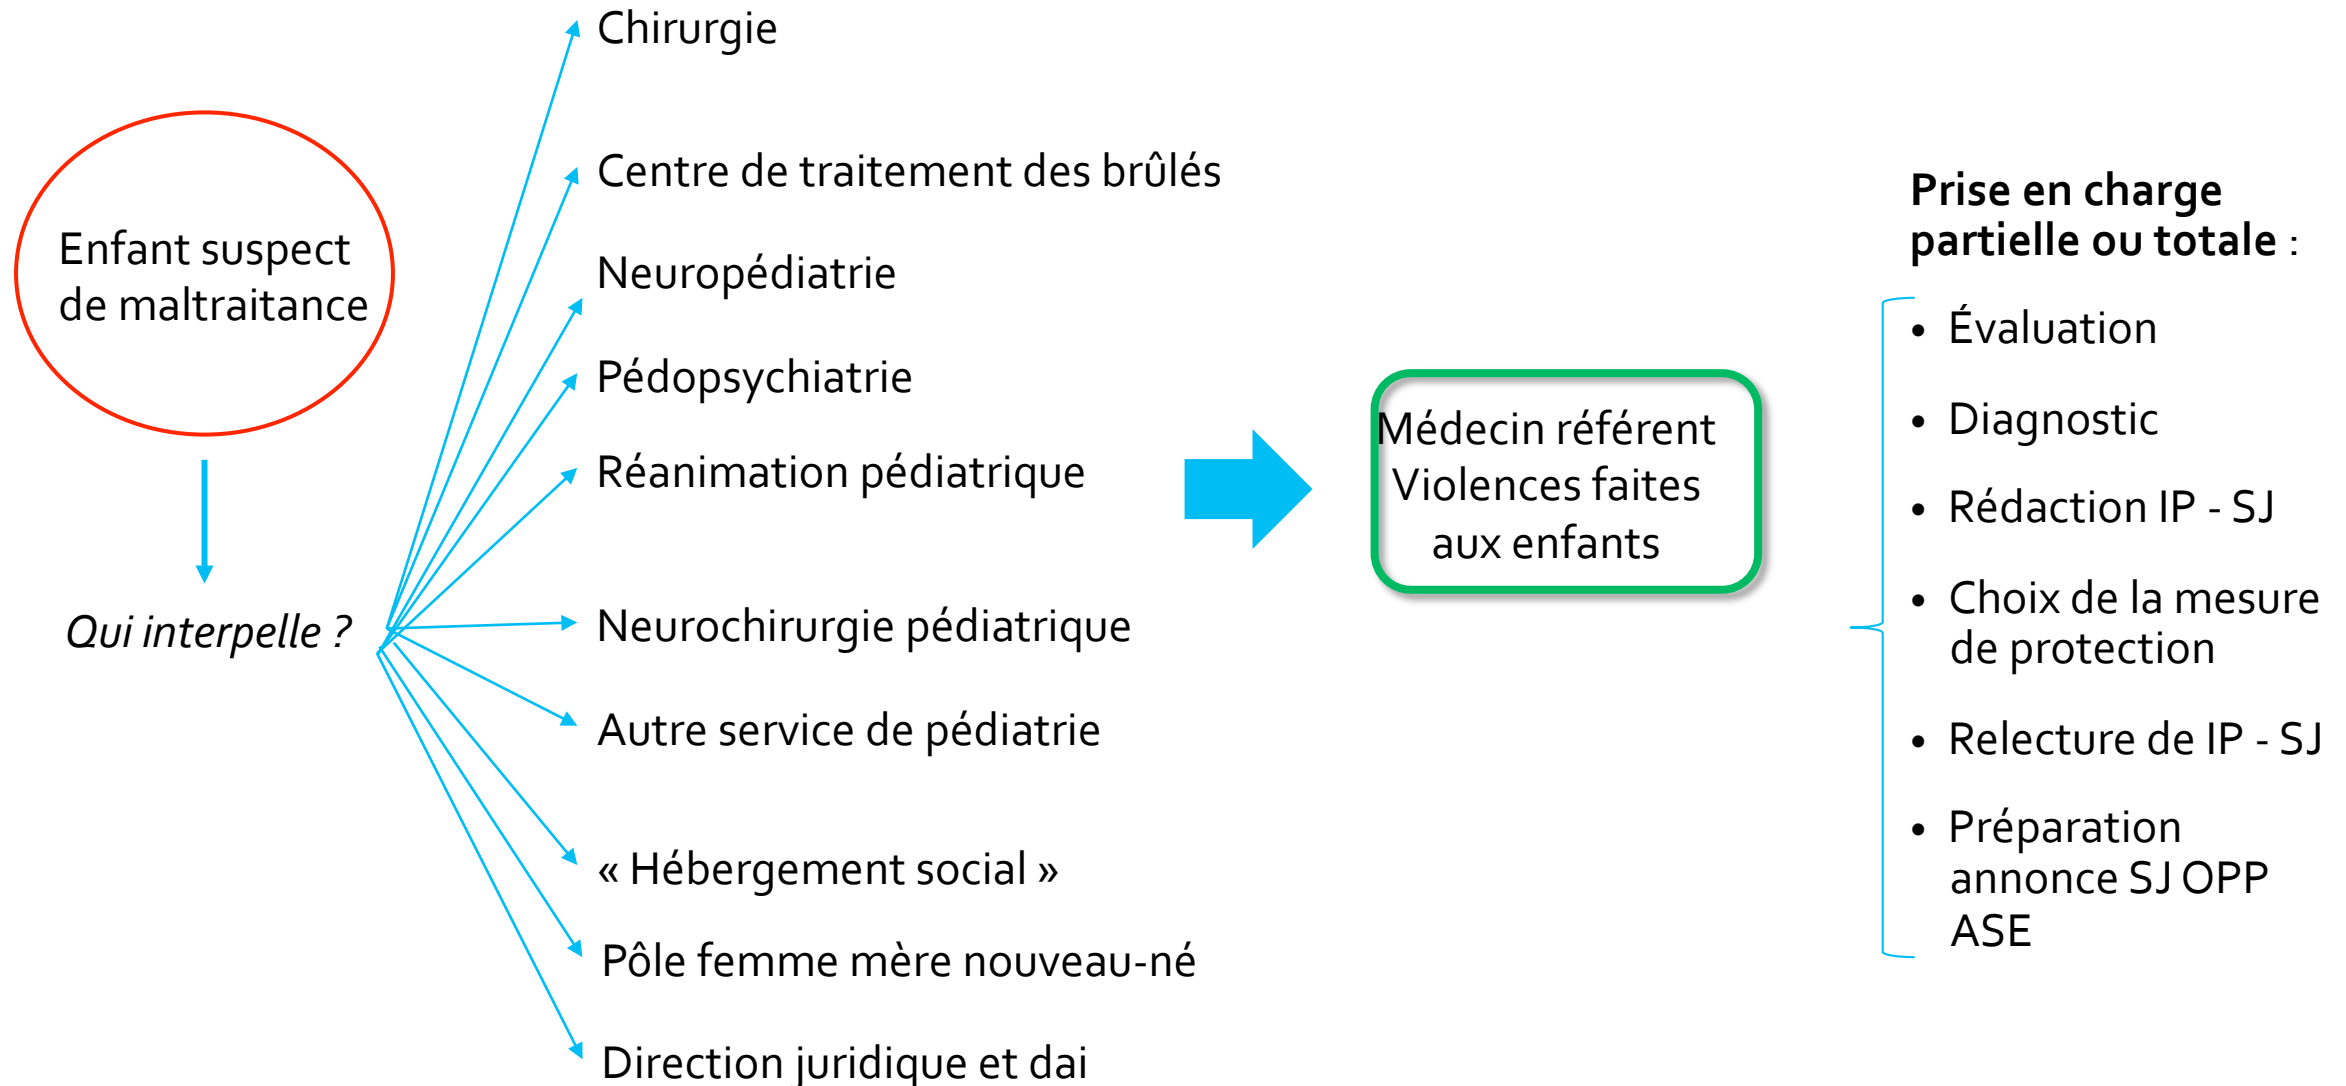 Enfant suspect
de maltraitance
Qui interpelle ?
Chirurgie
Centre de traitement des brûlés
Neuropédiatrie
Pédopsychiatrie
Réanimation pédiatrique
Neurochirurgie pédiatrique
Autre service de pédiatrie
« Hébergement social »
Pôle femme mère nouveau-né
Direction juridique et dai
Médecin référent
Violences faites
aux enfants
Prise en charge
partielle ou totale :
• Évaluation
• Diagnostic
• Rédaction IP - SJ
• Choix de la mesure
de protection
• Relecture de IP - SJ
• Préparation
annonce SJ OPP
ASE